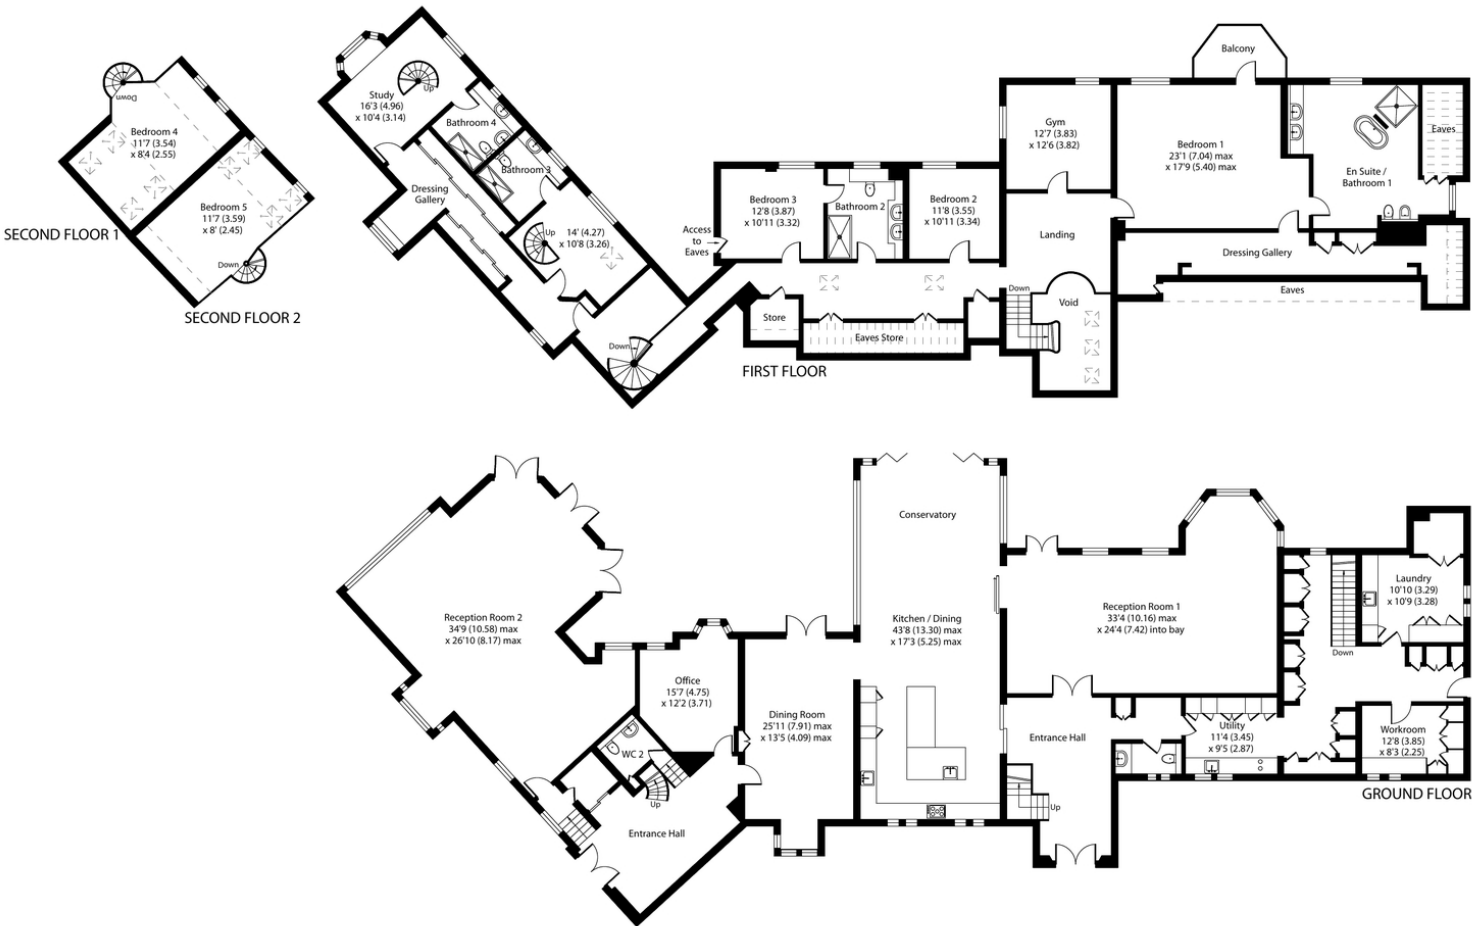 Balcony
Down
Bedroom 4
11'7 (3.54)
x 8'4 (2.55)
Bedroom 5
11'7 (3.59)
x 8' (2.45)
Down
SECOND FLOOR 1
SECOND FLOOR 2
Study
16'3 (4.96)
x 10'4 (3.14)
Up
Bathroom 4
Bathroom 3
Dressing
Gallery
Up
14' (4.27)
x 10'8 (3.26)
Down
Access
to
Eaves
Bedroom 3
12'8 (3.87)
x 10'11 (3.32)
Bathroom 2
Bedroom 2
11'8 (3.55)
x 10'11 (3.34)
Store
Eaves Store
FIRST FLOOR
Gym
12'7 (3.83)
x 12'6 (3.82)
Landing
Down
Void
Bedroom 1
23'1 (7.04) max
x 17'9 (5.40) max
En Suite /
Bathroom 1
Eaves
Dressing Gallery
Eaves
Reception Room 2
34'9 (10.58) max
x 26'10 (8.17) max
Office
15'7 (4.75)
x 12'2 (3.71)
WC 2
Up
Entrance Hall
Dining Room
25'11 (7.91) max
x 13'5 (4.09) max
Conservatory
Kitchen / Dining
43'8 (13.30) max
x 17'3 (5.25) max
Reception Room 1
33'4 (10.16) max
x 24'4 (7.42) into bay
Entrance Hall
Up
Utility
11'4 (3.45)
x 9'5 (2.87)
Down
Laundry
10'10 (3.29)
x 10'9 (3.28)
Workroom
12'8 (3.85)
x 8'3 (2.25)
GROUND FLOOR